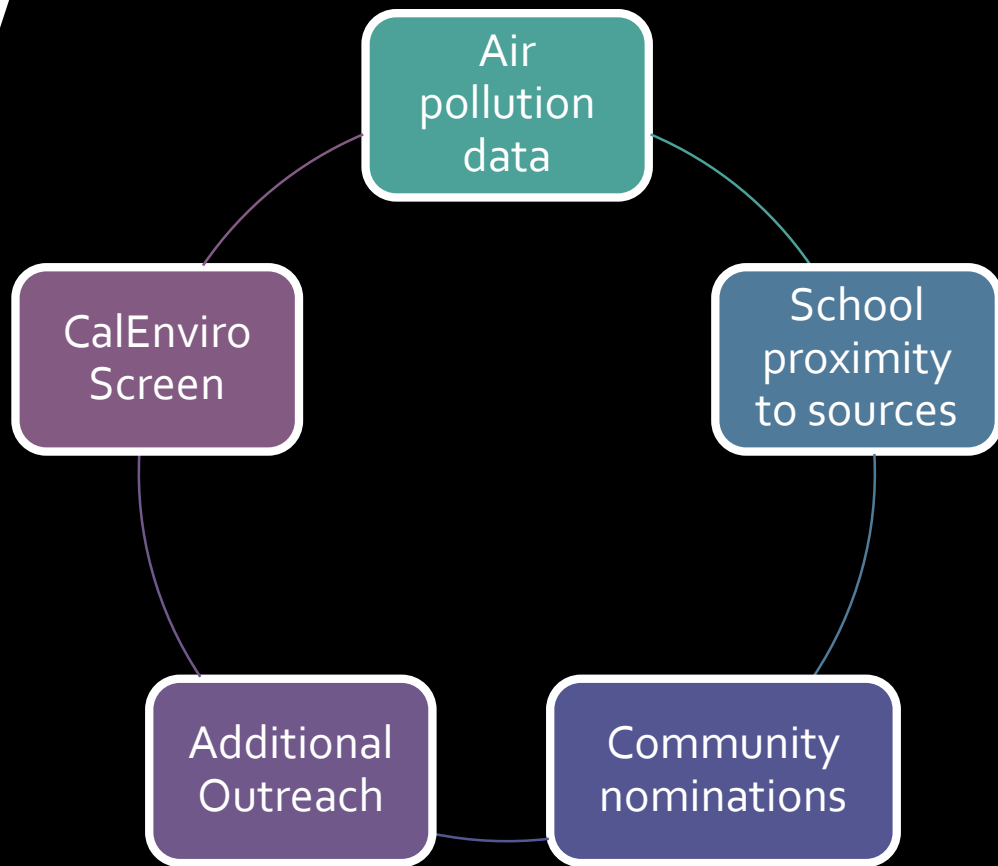 Air
pollution
data
School
proximity
to sources
Community
nominations
Additional
Outreach
CalEnviro
Screen